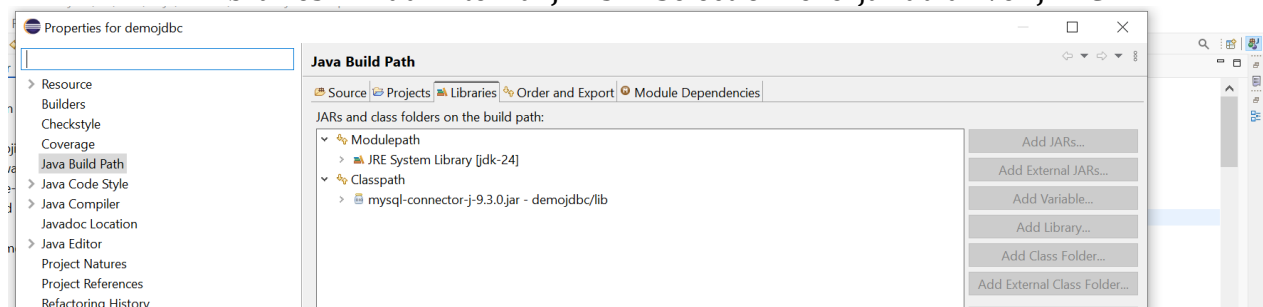 Properties for demojdbc
Java Build Path
Resource
Builders
Checkstyle
Coverage
Java Build Path
Java Code Style
Java Compiler
Javadoc Location
Java Editor
Project Natures
Project References
Refactoring History
Source Projects Libraries Order and Export Module Dependencies
JARs and class folders on the build path:
Modulepath
JRE System Library [jdk-24]
Classpath
mysql-connector-j-9.3.0.jar - demojdbc/lib
Add JARs...
Add External JARs...
Add Variable...
Add Library...
Add Class Folder...
Add External Class Folder...